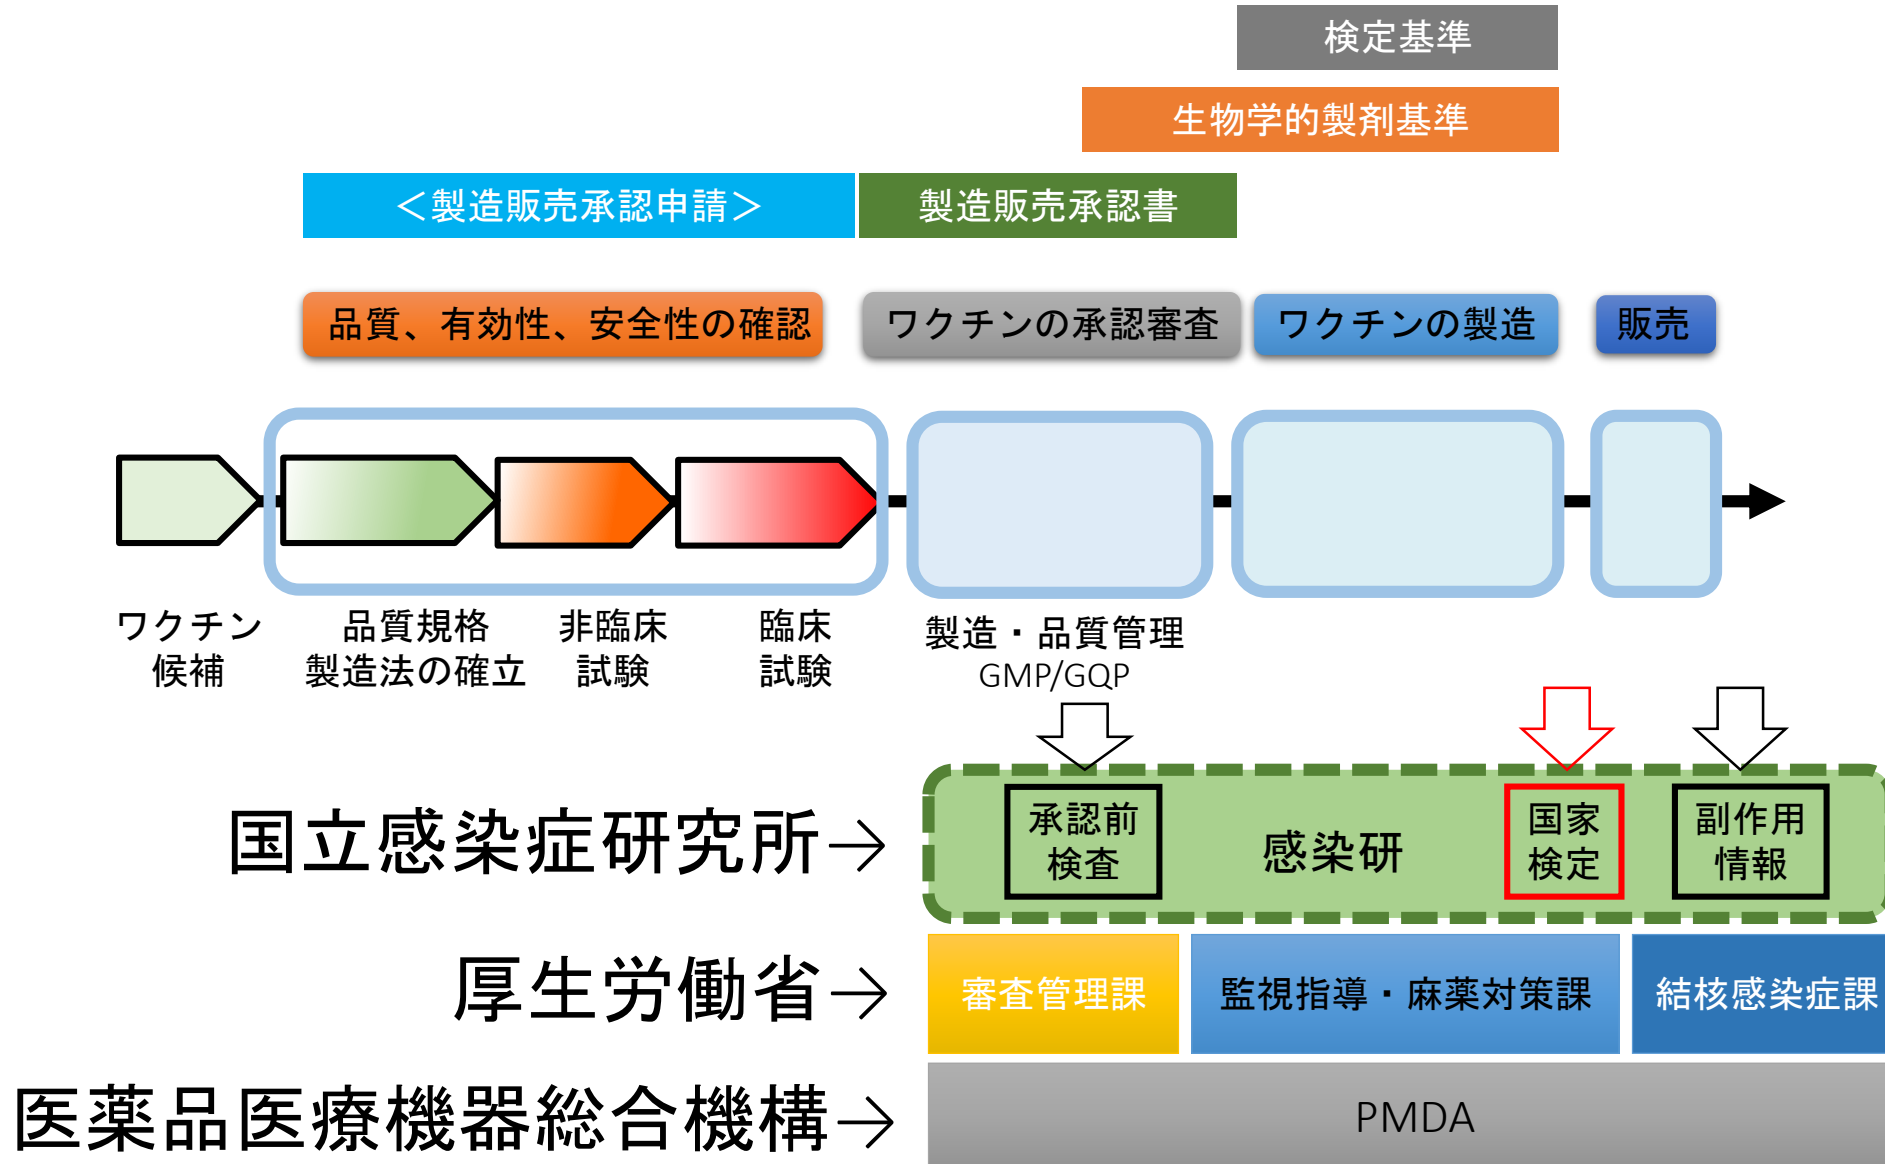 検定基準
生物学的製剤基準
＜製造販売承認申請＞
製造販売承認書
品質、有効性、安全性の確認
ワクチンの承認審査
ワクチンの製造
販売
ワクチン
候補
品質規格
製造法の確立
非臨床
試験
臨床
試験
製造・品質管理
GMP/GQP
国立感染症研究所→
承認前
検査
感染研
国家
検定
副作用
情報
厚生労働省→
審査管理課
監視指導・麻薬対策課
結核感染症課
医薬品医療機器総合機構→
PMDA